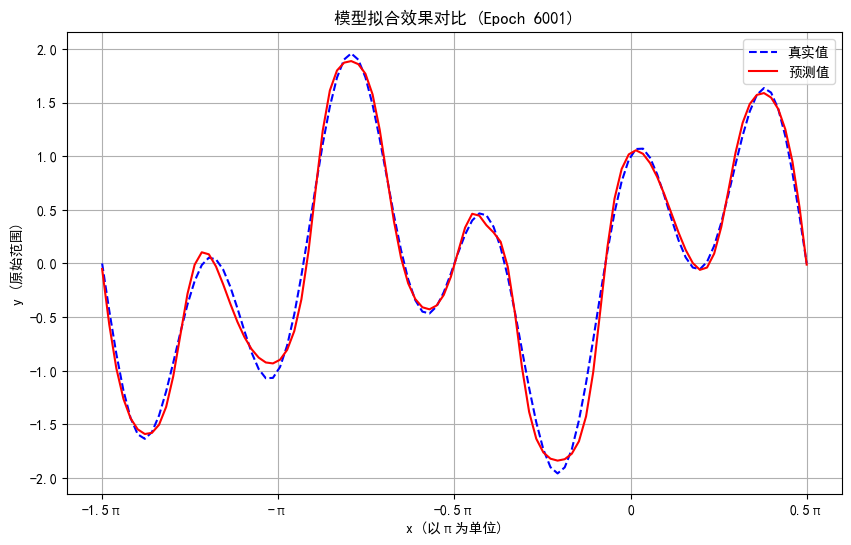 模型拟合效果对比 (Epoch 6001)
真实值
预测值
y (原始范围)
2.0
1.5
1.0
0.5
0.0
-0.5
-1.0
-1.5
-2.0
-1.5π
-π
-0.5π
0
0.5π
x (以π为单位)